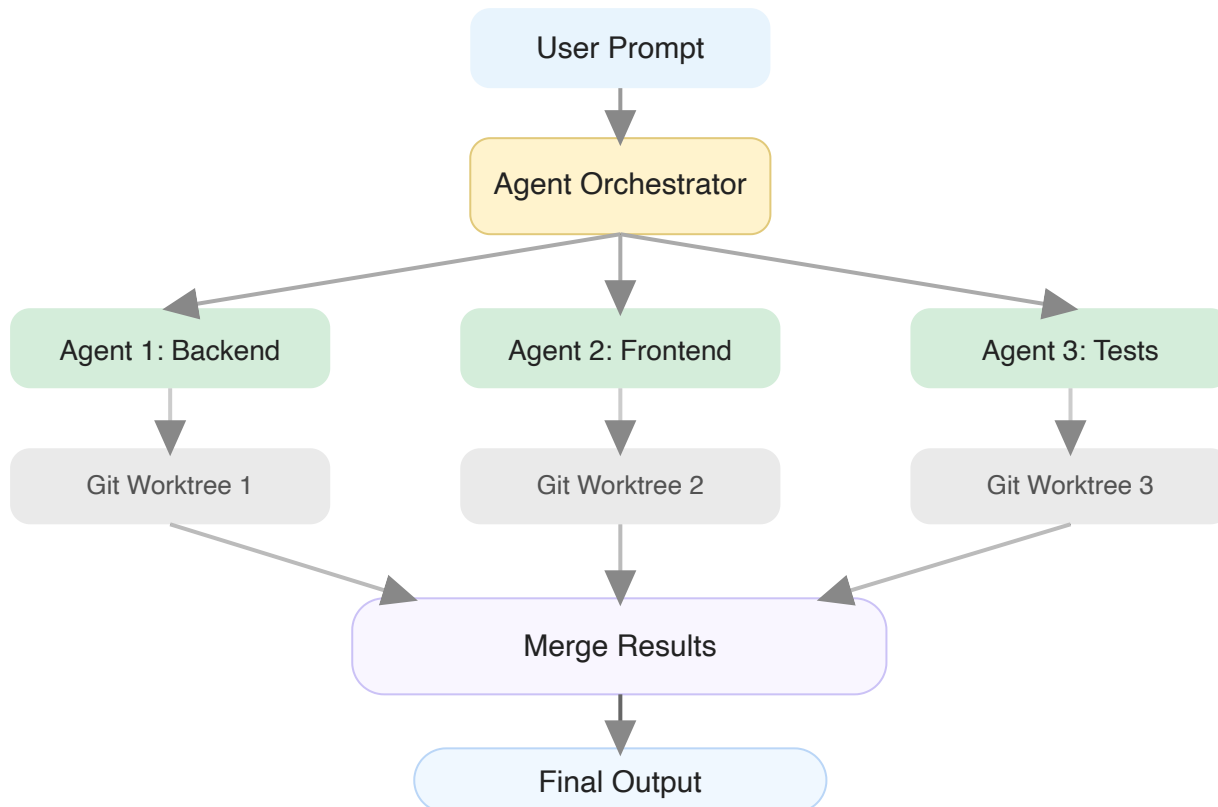 User Prompt
Agent Orchestrator
Agent 1: Backend
Agent 2: Frontend
Agent 3: Tests
Git Worktree 1
Git Worktree 2
Git Worktree 3
Merge Results
Final Output